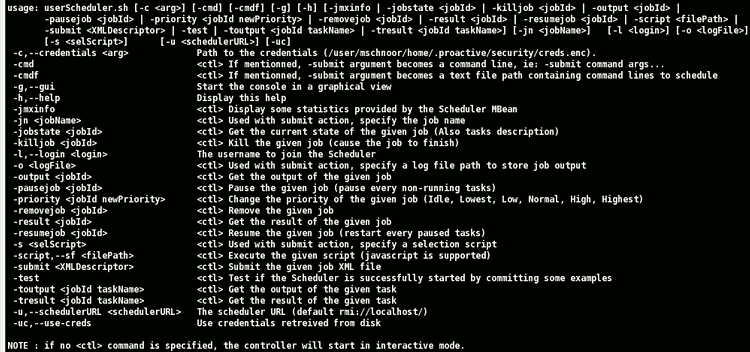 usage: userScheduler.sh [-c <arg>] [-cmd] [-cmdf] [-g] [-h] [-jmxinfo | -jobstate <jobId> | -killjob <jobId> | -output <jobId> |
-pausejob <jobId> | -priority <jobId newPriority> | -removejob <jobId> | -result <jobId> | -resumejob <jobId> | -script <filePath> |
-submit <XMLDescriptor> | -test | -toutput <jobId taskName> | -tresult <jobId taskName>] [-jn <jobName>] [-l <login>] [-o <logFile>]
[-s <selScript>] [-u <schedulerURL>] [-uc]
-c,--credentials <arg> Path to the credentials (/user/mschnoor/home/.proactive/security/creds.enc).
-cmd <ctl> If mentionned, -submit argument becomes a command line, ie: -submit command args...
-cmdf <ctl> If mentionned, -submit argument becomes a text file path containing command lines to schedule
-g,--gui Start the console in a graphical view
-h,--help Display this help
-jmxinfo <ctl> Display some statistics provided by the Scheduler MBean
-jn <jobName> <ctl> Used with submit action, specify the job name
-jobstate <jobId> <ctl> Get the current state of the given job (Also tasks description)
-killjob <jobId> <ctl> Kill the given job (cause the job to finish)
-l,--login <login> The username to join the Scheduler
-o <logFile> <ctl> Used with submit action, specify a log file path to store job output
-output <jobId> <ctl> Get the output of the given job
-pausejob <jobId> <ctl> Pause the given job (pause every non-running tasks)
-priority <jobId newPriority> <ctl> Change the priority of the given job (Idle, Lowest, Low, Normal, High, Highest)
-removejob <jobId> <ctl> Remove the given job
-result <jobId> <ctl> Get the result of the given job
-resumejob <jobId> <ctl> Resume the given job (restart every paused tasks)
-s <selScript> <ctl> Used with submit action, specify a selection script
-script,--sf <filePath> <ctl> Execute the given script (javascript is supported)
-submit <XMLDescriptor> <ctl> Submit the given job XML file
-test <ctl> Test if the Scheduler is successfully started by committing some examples
-toutput <jobId taskName> <ctl> Get the output of the given task
-tresult <jobId taskName> <ctl> Get the result of the given task
-u,--schedulerURL <schedulerURL> The scheduler URL (default rmi://localhost/)
-uc,--use-creds Use credentials retreived from disk
NOTE : if no <ctl> command is specified, the controller will start in interactive mode.